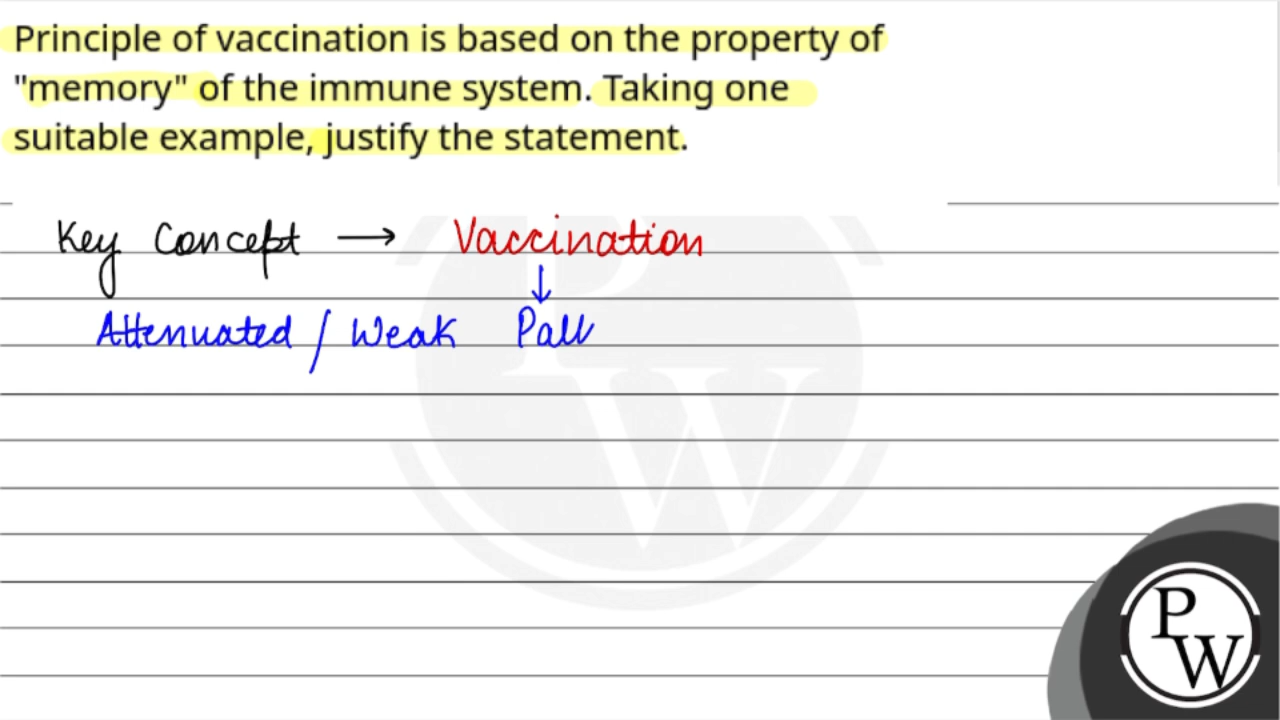 Principle of vaccination is based on the property of
"memory" of the immune system. Taking one
suitable example, justify the statement.
Key Concept → Vaccination
↓
Attenuated / Weak
P
W